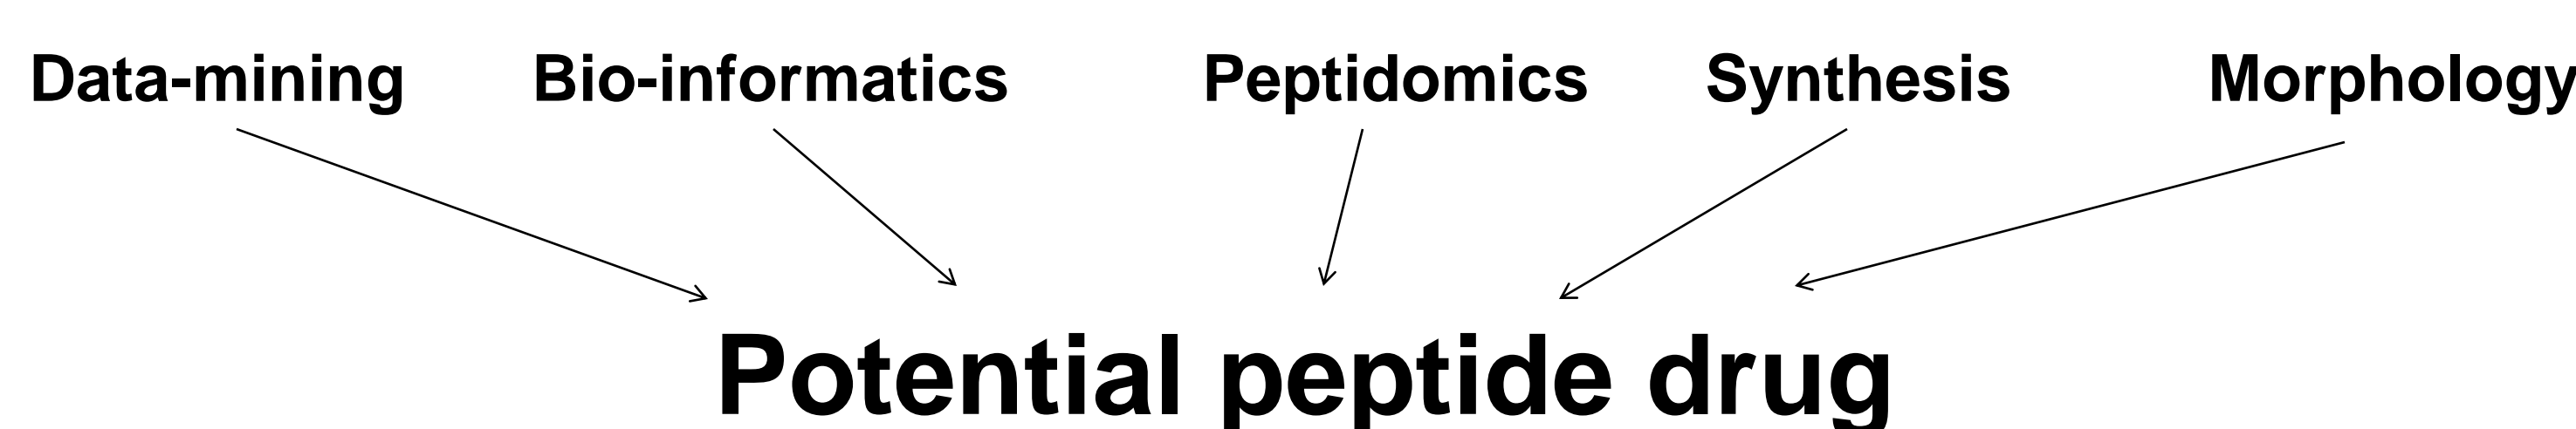 Data-mining Bio-informatics Peptidomics Synthesis Morphology
Potential peptide drug